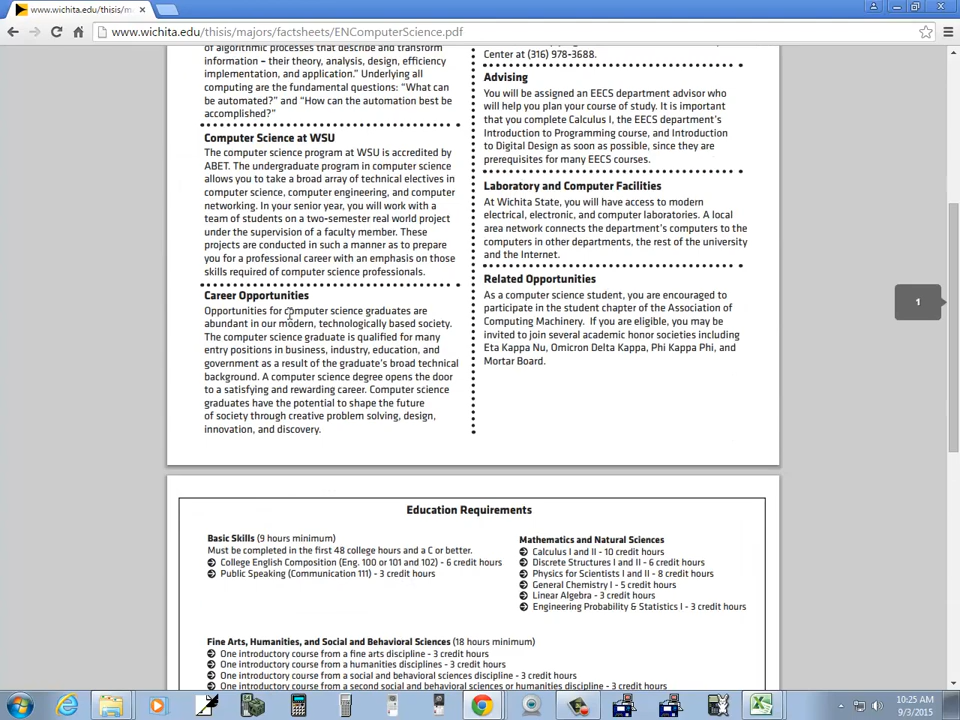 www.wichita.edu/thisis/m
www.wichita.edu/thisis/majors/factsheets/ENComputerScience.pdf
of algorithmic processes that describe and transform
information – their theory, analysis, design, efficiency
implementation, and application.” Underlying all
computing are the fundamental questions: “What can
be automated?” and “How can the automation best be
accomplished?”
Computer Science at WSU
The computer science program at WSU is accredited by
ABET. The undergraduate program in computer science
allows you to take a broad array of technical electives in
computer science, computer engineering, and computer
networking. In your senior year, you will work with a
team of students on a two-semester real world project
under the supervision of a faculty member. These
projects are conducted in such a manner as to prepare
you for a professional career with an emphasis on those
skills required of computer science professionals.
Career Opportunities
Opportunities for computer science graduates are
abundant in our modern, technologically based society.
The computer science graduate is qualified for many
entry positions in business, industry, education, and
government as a result of the graduate’s broad technical
background. A computer science degree opens the door
to a satisfying and rewarding career. Computer science
graduates have the potential to shape the future
of society through creative problem solving, design,
innovation, and discovery.
Center at (316) 978-3688.
Advising
You will be assigned an EECS department advisor who
will help you plan your course of study. It is important
that you complete Calculus I, the EECS department’s
Introduction to Programming course, and Introduction
to Digital Design as soon as possible, since they are
prerequisites for many EECS courses.
Laboratory and Computer Facilities
At Wichita State, you will have access to modern
electrical, electronic, and computer laboratories. A local
area network connects the department’s computers to the
computers in other departments, the rest of the university
and the Internet.
Related Opportunities
As a computer science student, you are encouraged to
participate in the student chapter of the Association of
Computing Machinery. If you are eligible, you may be
invited to join several academic honor societies including
Eta Kappa Nu, Omicron Delta Kappa, Phi Kappa Phi, and
Mortar Board.
1
Education Requirements
Basic Skills (9 hours minimum)
Must be completed in the first 48 college hours and a C or better.
College English Composition (Eng. 100 or 101 and 102) - 6 credit hours
Public Speaking (Communication 111) - 3 credit hours
Mathematics and Natural Sciences
Calculus I and II - 10 credit hours
Discrete Structures I and II - 6 credit hours
Physics for Scientists I and II - 8 credit hours
General Chemistry I - 5 credit hours
Linear Algebra - 3 credit hours
Engineering Probability & Statistics I - 3 credit hours
Fine Arts, Humanities, and Social and Behavioral Sciences (18 hours minimum)
One introductory course from a fine arts discipline - 3 credit hours
One introductory course from a humanities disciplines - 3 credit hours
One introductory course from a social and behavioral sciences discipline - 3 credit hours
One introductory course from a second social and behavioral sciences or humanities discipline - 3 credit hours
10:25 AM
9/3/2015